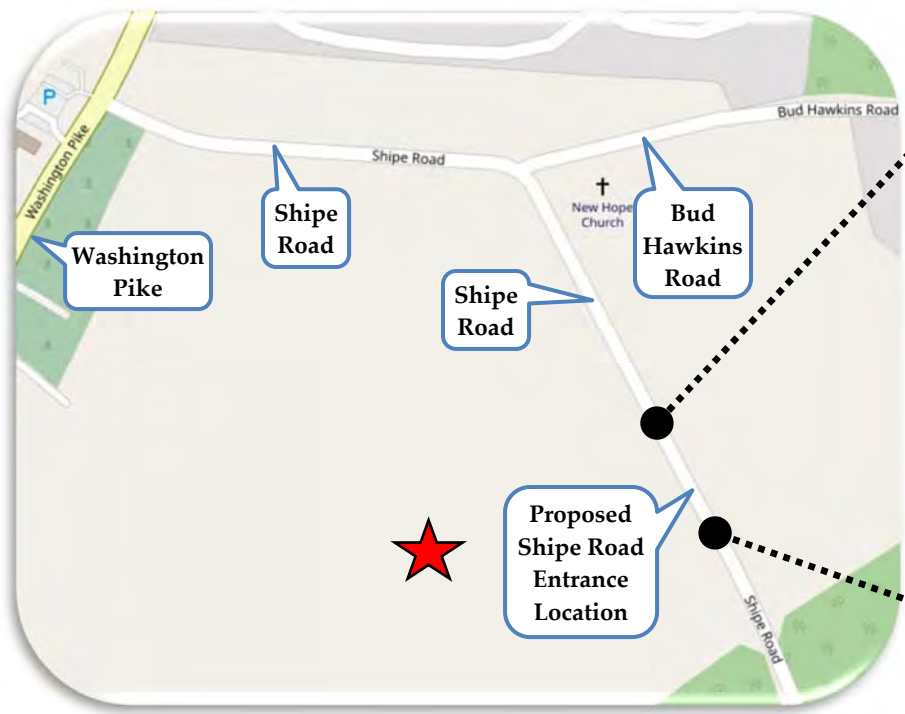 Bud Hawkins Road
P
Washington Pike
Shipe Road
New Hope
Church
Shipe
Road
Bud
Hawkins
Road
Washington
Pike
Shipe
Road
Proposed
Shipe Road
Entrance
Location
Shipe Road